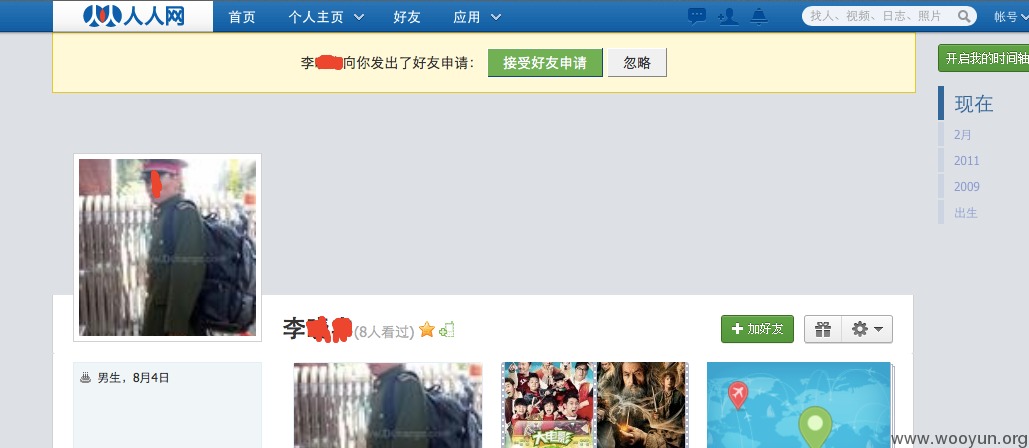 人人网 首页 个人主页 好友 应用 找人、视频、日志、照片 帐号
李 向你发出了好友申请： 接受好友申请 忽略
开启我的时间轴
现在
2月
2011
2009
出生
李 (8人看过) 加好友
男生，8月4日
大电影
www.wooyun.org